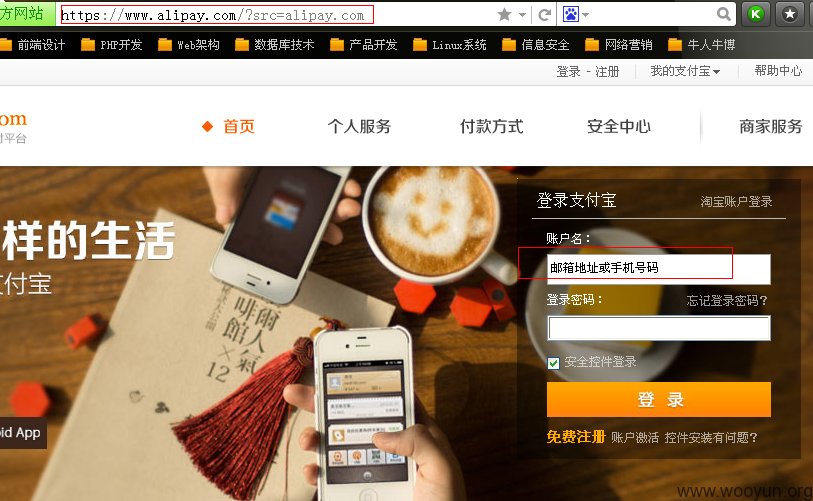 方网站
https://www.alipay.com/?src=alipay.com
K
前端设计 PHP开发 Web架构 数据库技术 产品开发 Linux系统 信息安全 网络营销 牛人牛博
登录 - 注册 我的支付宝 帮助中心
om
付平台
首页 个人服务 付款方式 安全中心 商家服务
样的生活
支付宝
登录支付宝 淘宝账户登录
账户名：
邮箱地址或手机号码
登录密码： 忘记登录密码?
安全控件登录
登 录
免费注册 账户激活 控件安装有问题?
爾人氣
啡館
×
12
oid App
www.wooyun.org